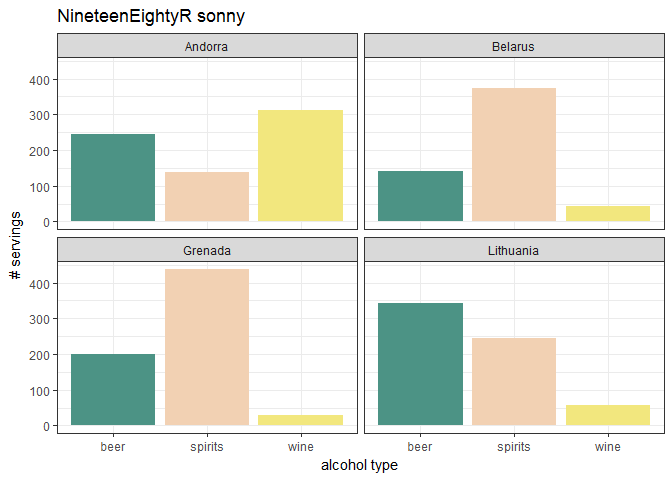 NineteenEightyR sonny
Andorra
Belarus
400
300
200
100
0
Grenada
Lithuania
400
300
200
100
0
# servings
beer
spirits
wine
beer
spirits
wine
alcohol type